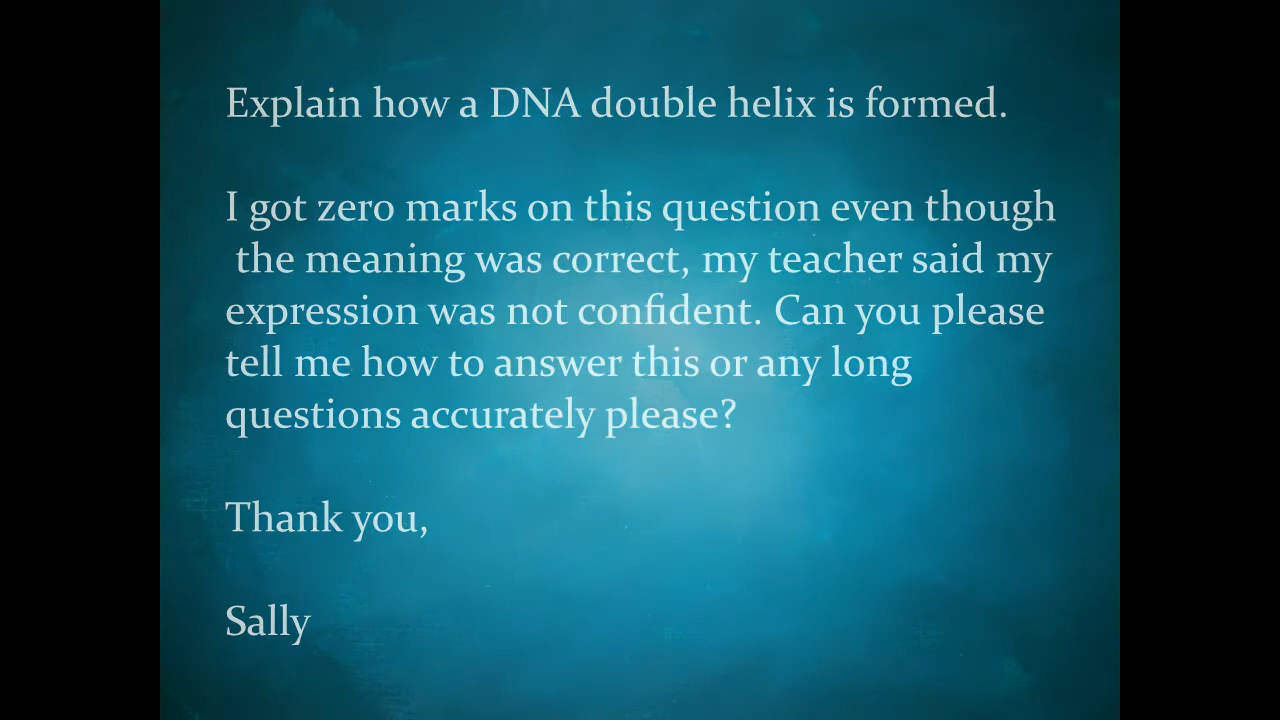 Explain how a DNA double helix is formed.
I got zero marks on this question even though
the meaning was correct, my teacher said my
expression was not confident. Can you please
tell me how to answer this or any long
questions accurately please?
Thank you,
Sally